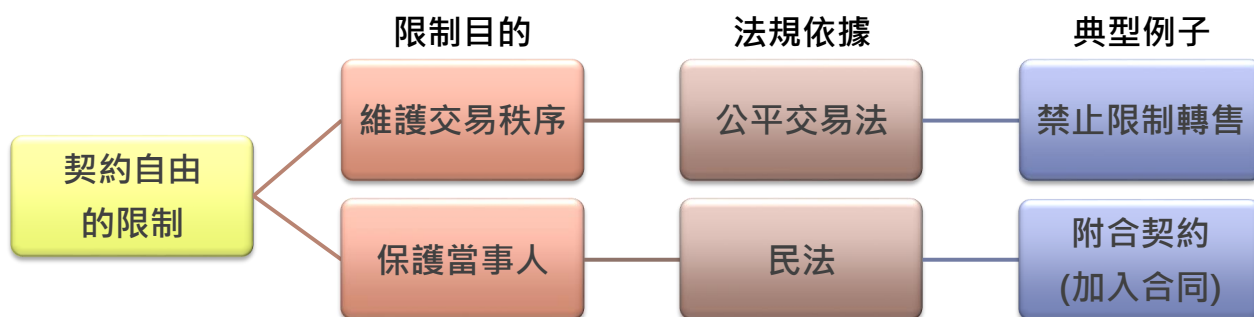 限制目的
法規依據
典型例子
維護交易秩序
公平交易法
禁止限制轉售
契約自由
的限制
保護當事人
民法
附合契約
(加入合同)